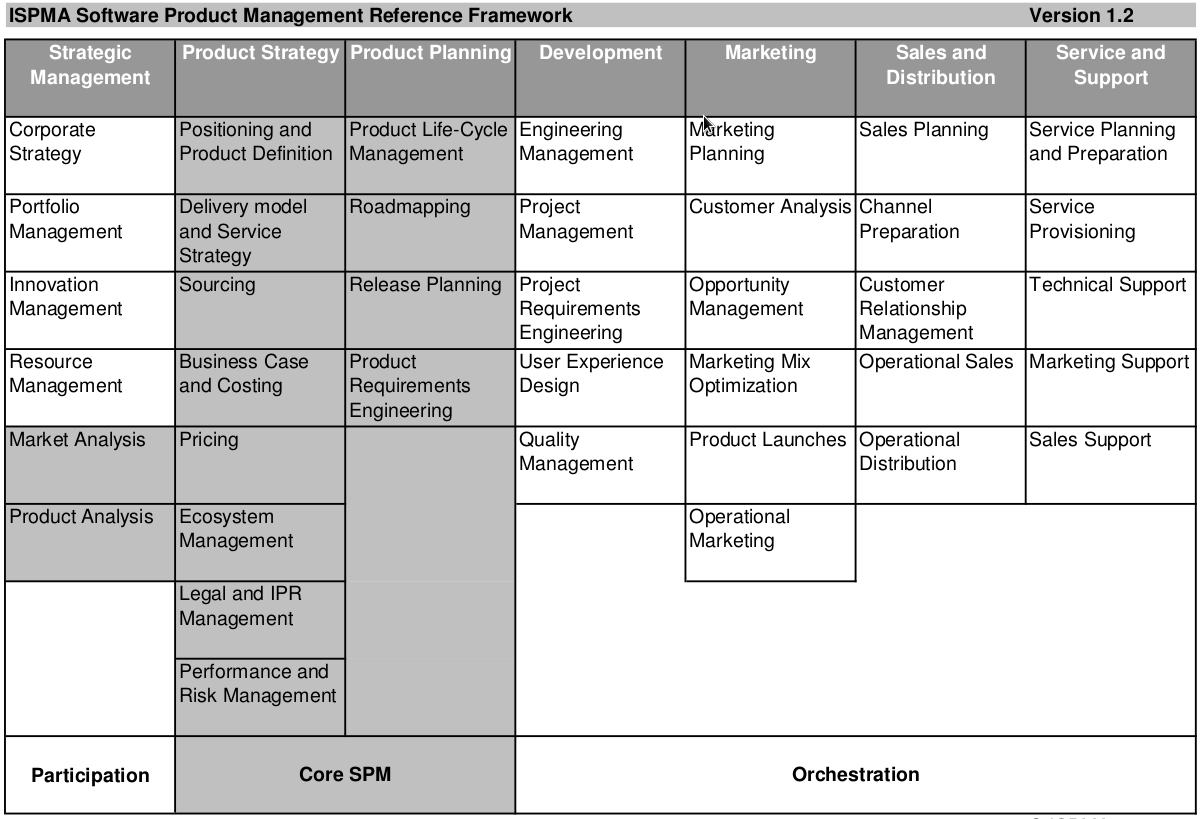 ISPMA Software Product Management Reference Framework Version 1.2
Strategic
Management
Product Strategy
Product Planning
Development
Marketing
Sales and
Distribution
Service and
Support
Corporate
Strategy
Positioning and
Product Definition
Product Life-Cycle
Management
Engineering
Management
Marketing
Planning
Sales Planning
Service Planning
and Preparation
Portfolio
Management
Delivery model
and Service
Strategy
Roadmapping
Project
Management
Customer Analysis
Channel
Preparation
Service
Provisioning
Innovation
Management
Sourcing
Release Planning
Project
Requirements
Engineering
Opportunity
Management
Customer
Relationship
Management
Technical Support
Resource
Management
Business Case
and Costing
Product
Requirements
Engineering
User Experience
Design
Marketing Mix
Optimization
Operational Sales
Marketing Support
Market Analysis
Pricing
Quality
Management
Product Launches
Operational
Distribution
Sales Support
Product Analysis
Ecosystem
Management
Operational
Marketing
Legal and IPR
Management
Performance and
Risk Management
Participation
Core SPM
Orchestration